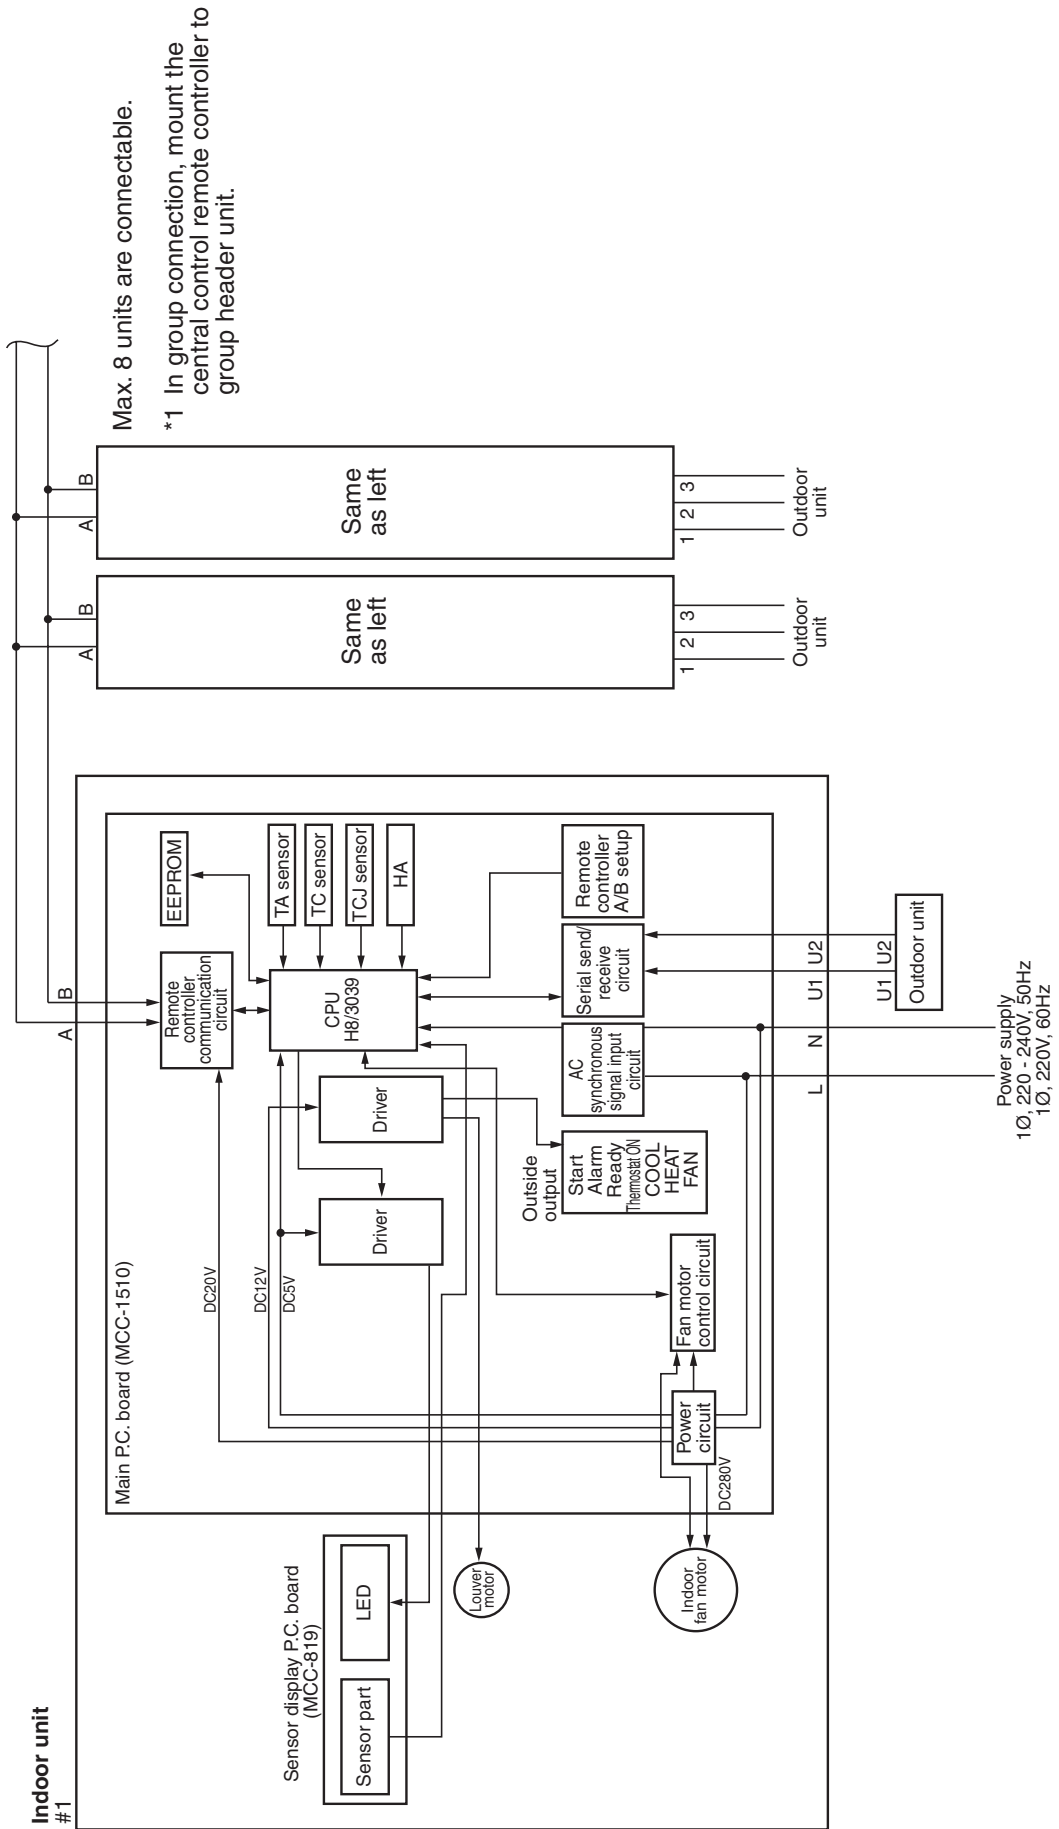 Indoor unit
#1
Max. 8 units are connectable.
*1 In group connection, mount the
central control remote controller to
group header unit.
A
B
A
B
A
B
Main P.C. board (MCC-1510)
Sensor display P.C. board
(MCC-819)
Sensor part
LED
Louver
motor
Indoor
fan motor
DC20V
DC12V
DC5V
DC280V
Remote
controller
communication
circuit
EEPROM
Driver
Driver
CPU
H8/3039
TA sensor
TC sensor
TCJ sensor
HA
Outside
output
Start
Alarm
Ready
Thermostat ON
COOL
HEAT
FAN
AC
synchronous
signal input
circuit
Serial send/
receive
circuit
Remote
controller
A/B setup
Power
circuit
Fan motor
control circuit
L
N
U1
U2
U1
U2
Outdoor unit
Power supply
1Ø, 220 - 240V, 50Hz
1Ø, 220V, 60Hz
Same
as left
1
2
3
Outdoor
unit
Same
as left
1
2
3
Outdoor
unit